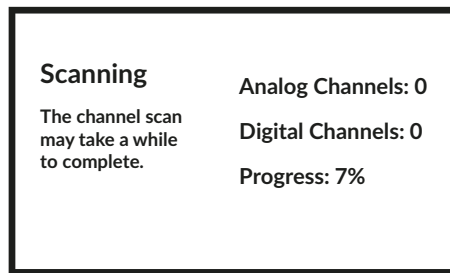 Scanning
The channel scan
may take a while
to complete.
Analog Channels: 0
Digital Channels: 0
Progress: 7%